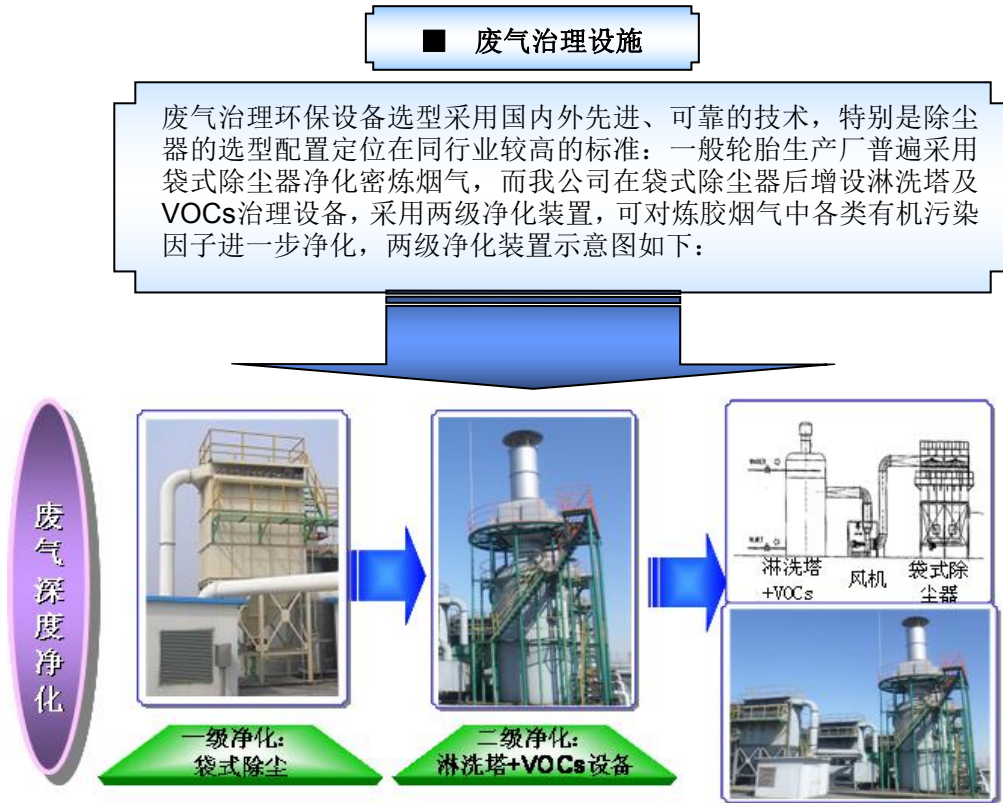 ■ 废气治理设施
废气治理环保设备选型采用国内外先进、可靠的技术，特别是除尘
器的选型配置定位在同行业较高的标准：一般轮胎生产厂普遍采用
袋式除尘器净化密炼烟气，而我公司在袋式除尘器后增设淋洗塔及
VOCs治理设备，采用两级净化装置，可对炼胶烟气中各类有机污染
因子进一步净化，两级净化装置示意图如下：
废气深度净化
一级净化：
袋式除尘
二级净化：
淋洗塔+VOCs设备
淋洗塔
+VOCs
风机
袋式除
尘器